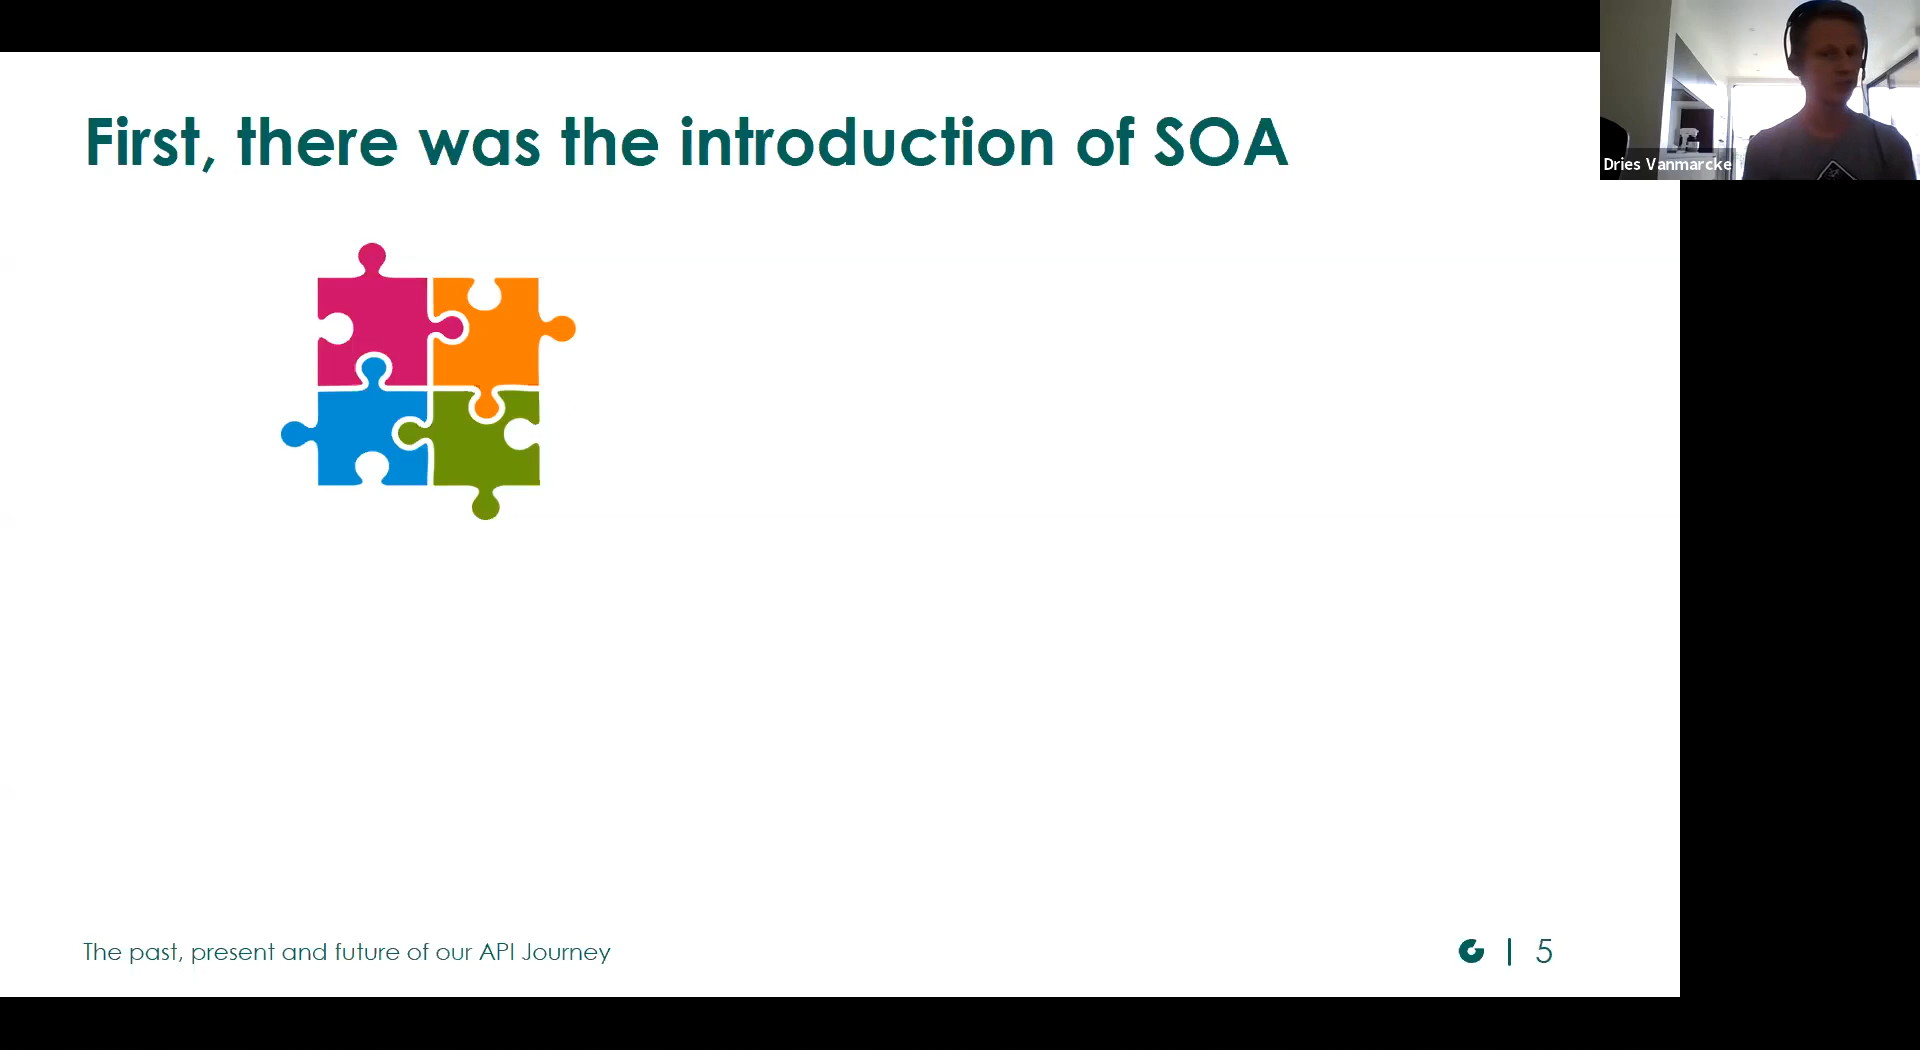 First, there was the introduction of SOA
Dries Vanmarcke
The past, present and future of our API Journey
5